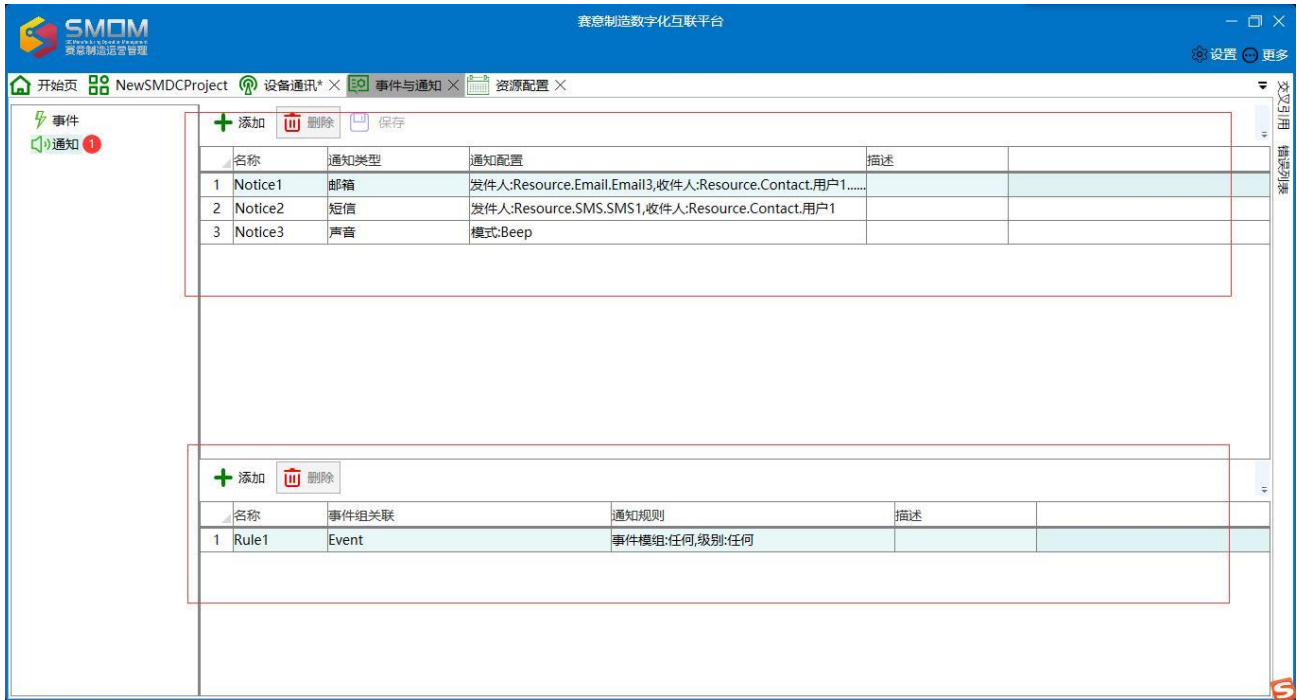 赛意制造数字化互联平台
SMOM
赛意制造运营管理
设置 更多
开始页 NewSMDCProject 设备通讯* 事件与通知 资源配置
交叉引用 错误列表
事件
通知 1
添加 删除 保存
名称 通知类型 通知配置 描述
1 Notice1 邮箱 发件人:Resource.Email.Email3,收件人:Resource.Contact.用户1......
2 Notice2 短信 发件人:Resource.SMS.SMS1,收件人:Resource.Contact.用户1
3 Notice3 声音 模式:Beep
添加 删除
名称 事件组关联 通知规则 描述
1 Rule1 Event 事件模组:任何,级别:任何